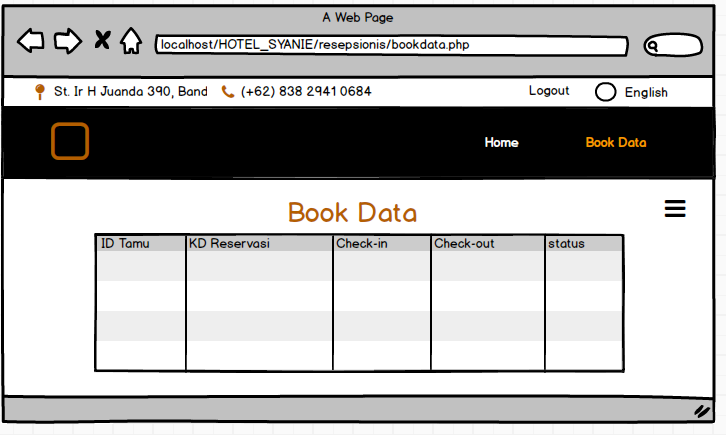 A Web Page
localhost/HOTEL_SYANIE/resepsionis/bookdata.php
St. Ir H Juanda 390, Band (+62) 838 2941 0684 Logout English
Home Book Data
Book Data
ID Tamu KD Reservasi Check-in Check-out status